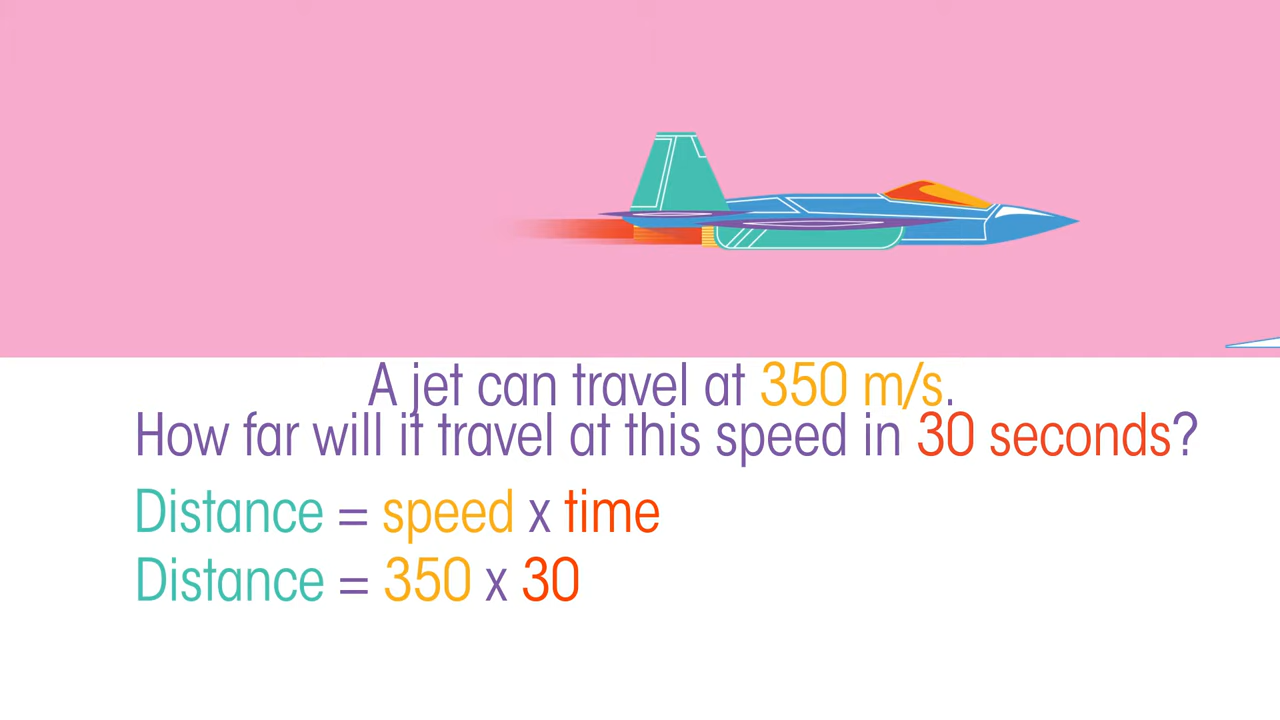 A jet can travel at 350 m/s.
How far will it travel at this speed in 30 seconds?
Distance = speed x time
Distance = 350 x 30